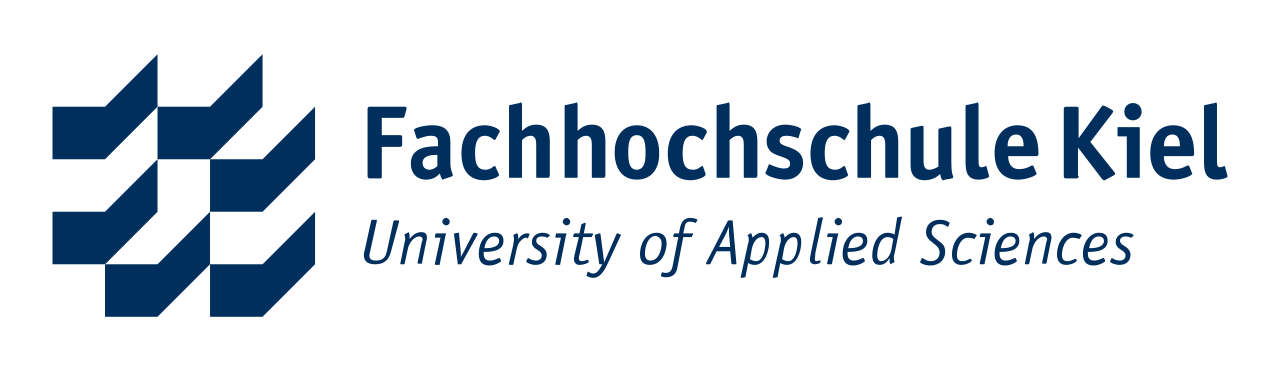 Fachhochschule Kiel
University of Applied Sciences